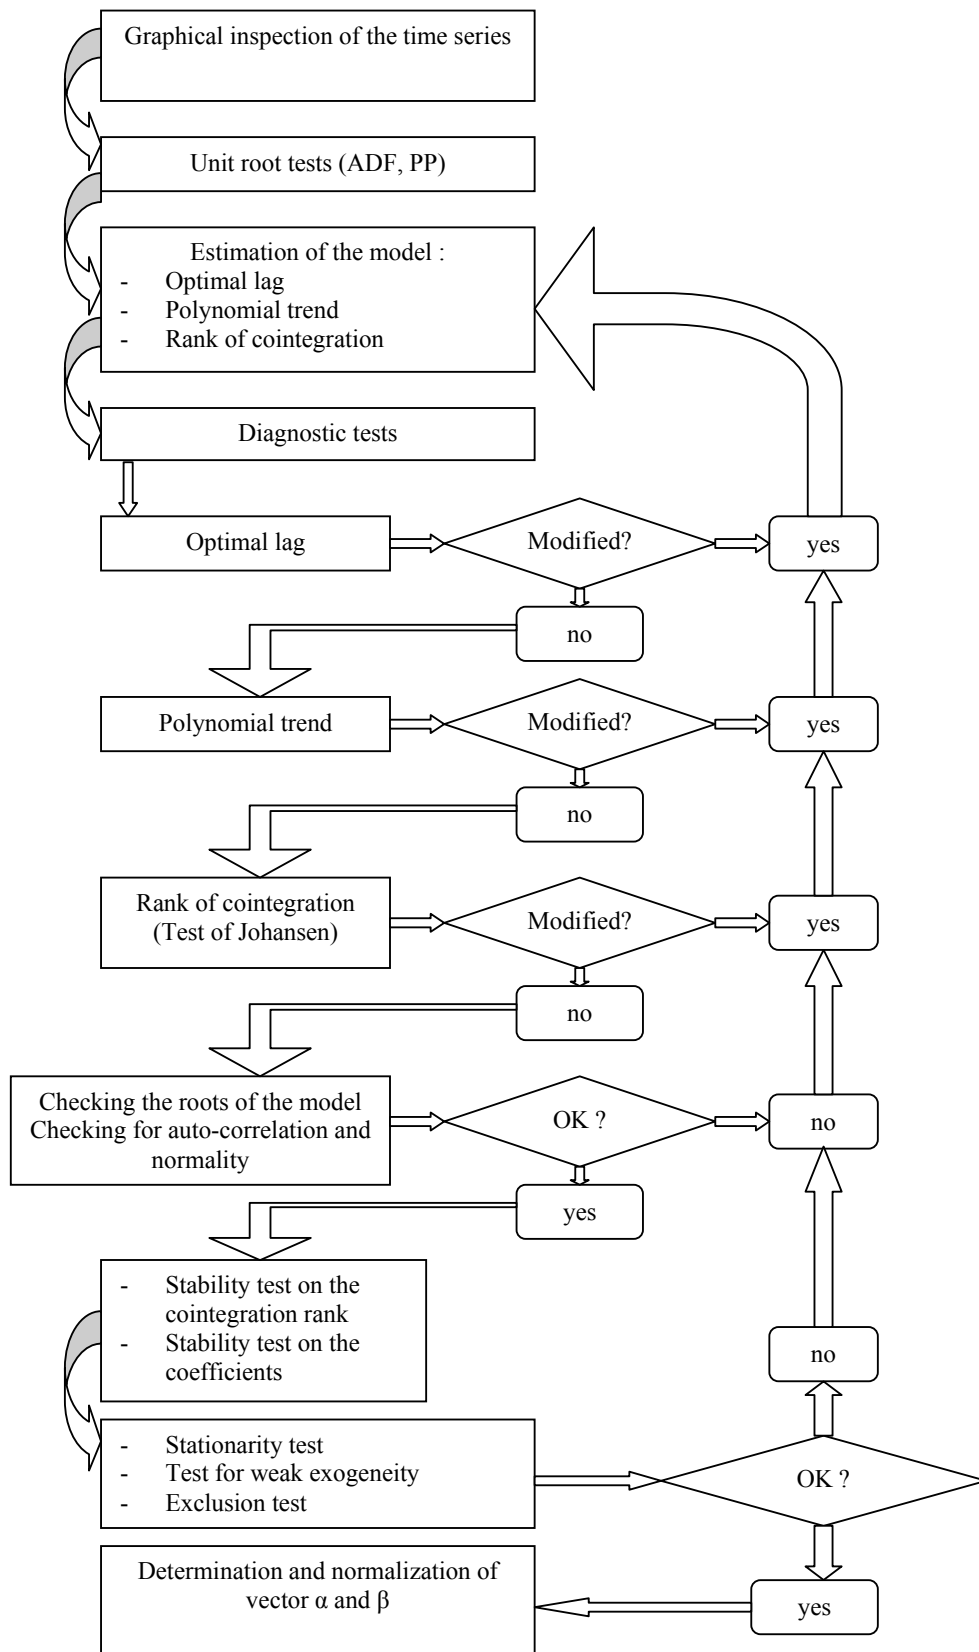 Graphical inspection of the time series
Unit root tests (ADF, PP)
Estimation of the model :
- Optimal lag
- Polynomial trend
- Rank of cointegration
Diagnostic tests
Optimal lag
Modified?
yes
no
Polynomial trend
Modified?
yes
no
Rank of cointegration
(Test of Johansen)
Modified?
yes
no
Checking the roots of the model
Checking for auto-correlation and
normality
OK ?
no
yes
- Stability test on the
cointegration rank
- Stability test on the
coefficients
no
- Stationarity test
- Test for weak exogeneity
- Exclusion test
OK ?
Determination and normalization of
vector α and β
yes